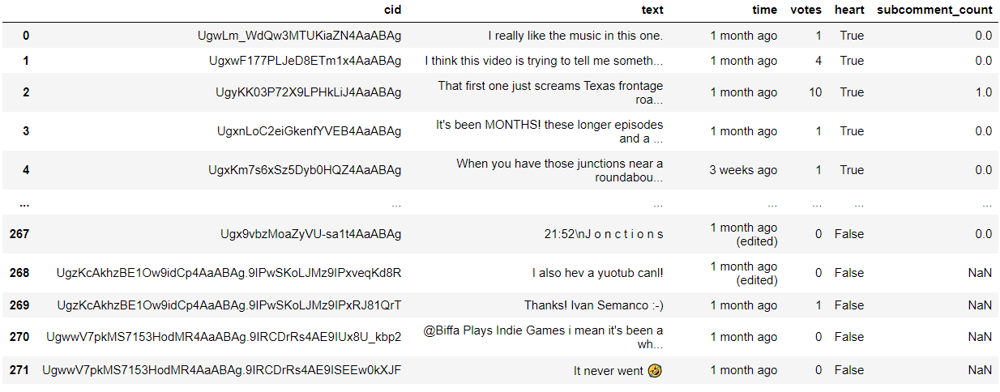 cid text time votes heart subcomment_count
0 UgwLm_WdQw3MTUKiaZN4AaABAg I really like the music in this one. 1 month ago 1 True 0.0
1 UgxwF177PLJeD8ETm1x4AaABAg I think this video is trying to tell me someth... 1 month ago 4 True 0.0
2 UgyKK03P72X9LPHkLiJ4AaABAg That first one just screams Texas frontage
roa... 1 month ago 10 True 1.0
3 UgxnLoC2eiGkenfYVEB4AaABAg It's been MONTHS! these longer episodes
and a ... 1 month ago 1 True 0.0
4 UgxKm7s6xSz5Dyb0HQZ4AaABAg When you have those junctions near a
roundabou... 3 weeks ago 1 True 0.0
... ... ... ... ... ... ...
267 Ugx9vbzMoaZyVU-sa1t4AaABAg 21:52\nJ o n c t i o n s 1 month ago
(edited) 0 False 0.0
268 UgzKcAkhzBE1Ow9idCp4AaABAg.9IPwSKoLJMz9IPxveqKd8R I also hev a yuotub canl! 1 month ago
(edited) 0 False NaN
269 UgzKcAkhzBE1Ow9idCp4AaABAg.9IPwSKoLJMz9IPxRJ81QrT Thanks! Ivan Semanco :-) 1 month ago 1 False NaN
270 UgwwV7pkMS7153HodMR4AaABAg.9IRCDrRs4AE9IUx8U_kbp2 @Biffa Plays Indie Games i mean it's been a
wh... 1 month ago 0 False NaN
271 UgwwV7pkMS7153HodMR4AaABAg.9IRCDrRs4AE9ISEEw0kXJF It never went 🤣 1 month ago 0 False NaN